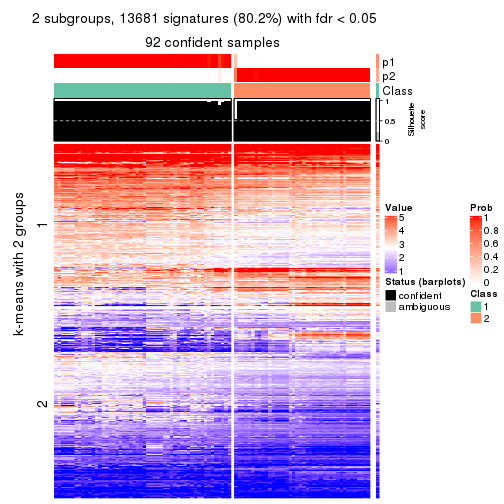 2 subgroups, 13681 signatures (80.2%) with fdr < 0.05
92 confident samples
p1
p2
Class
1
0.5
0
Silhouette
score
k-means with 2 groups
1
2
Value
5
4
3
2
1
Status (barplots)
confident
ambiguous
Prob
1
0.8
0.6
0.4
0.2
0
Class
1
2